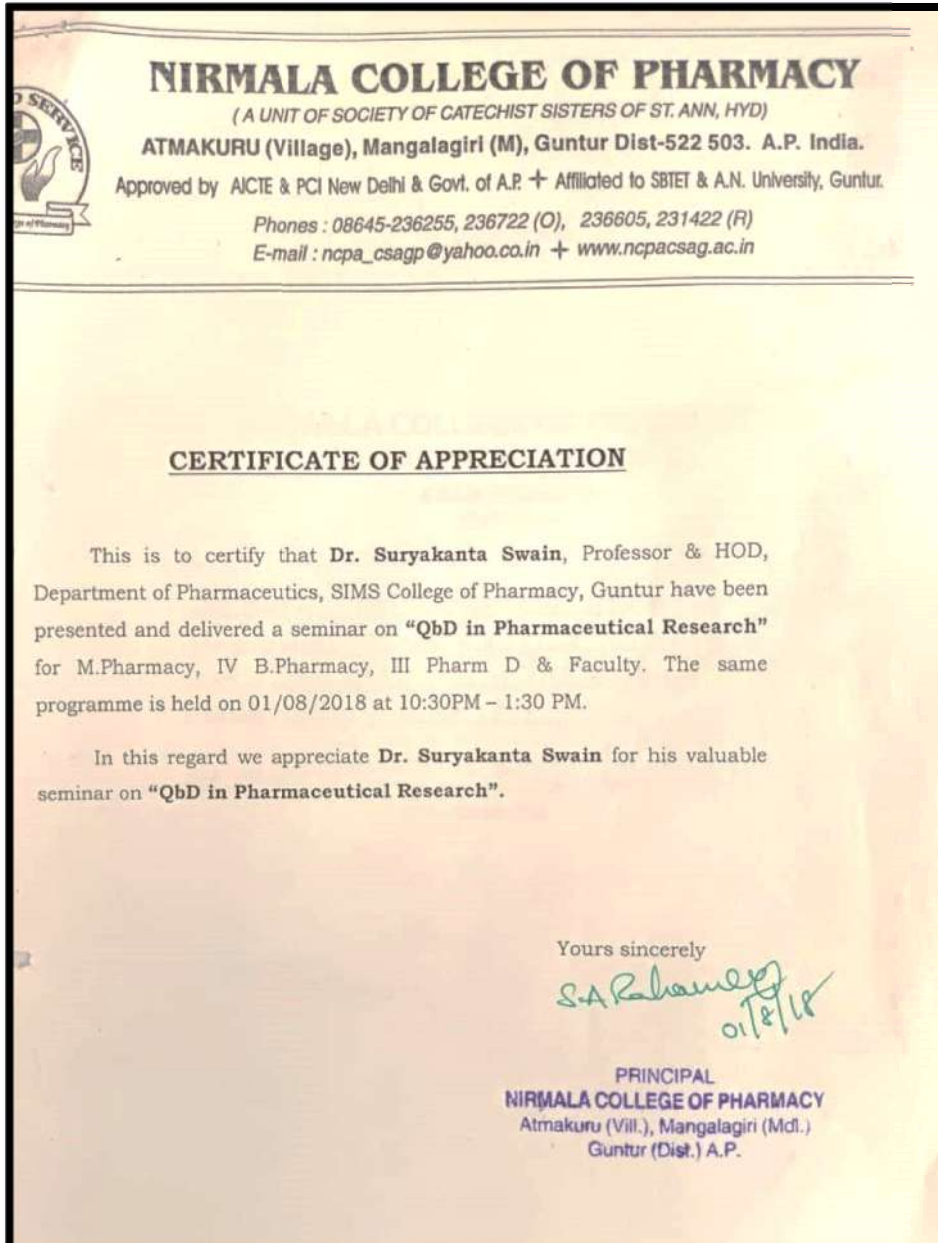 D SERVICE
NIRMALA COLLEGE OF PHARMACY
( A UNIT OF SOCIETY OF CATECHIST SISTERS OF ST. ANN, HYD)
ATMAKURU (Village), Mangalagiri (M), Guntur Dist-522 503. A.P. India.
Approved by AICTE & PCI New Delhi & Govt. of A.P. + Affiliated to SBTET & A.N. University, Guntur.
of Pharmacy
Phones : 08645-236255, 236722 (O), 236605, 231422 (R)
E-mail : ncpa_csagp@yahoo.co.in + www.ncpacsag.ac.in
CERTIFICATE OF APPRECIATION
This is to certify that Dr. Suryakanta Swain, Professor & HOD,
Department of Pharmaceutics, SIMS College of Pharmacy, Guntur have been
presented and delivered a seminar on “QbD in Pharmaceutical Research”
for M.Pharmacy, IV B.Pharmacy, III Pharm D & Faculty. The same
programme is held on 01/08/2018 at 10:30PM – 1:30 PM.
In this regard we appreciate Dr. Suryakanta Swain for his valuable
seminar on “QbD in Pharmaceutical Research”.
Yours sincerely
01/8/18
PRINCIPAL
NIRMALA COLLEGE OF PHARMACY
Atmakuru (Vill.), Mangalagiri (Mdl.)
Guntur (Dist.) A.P.